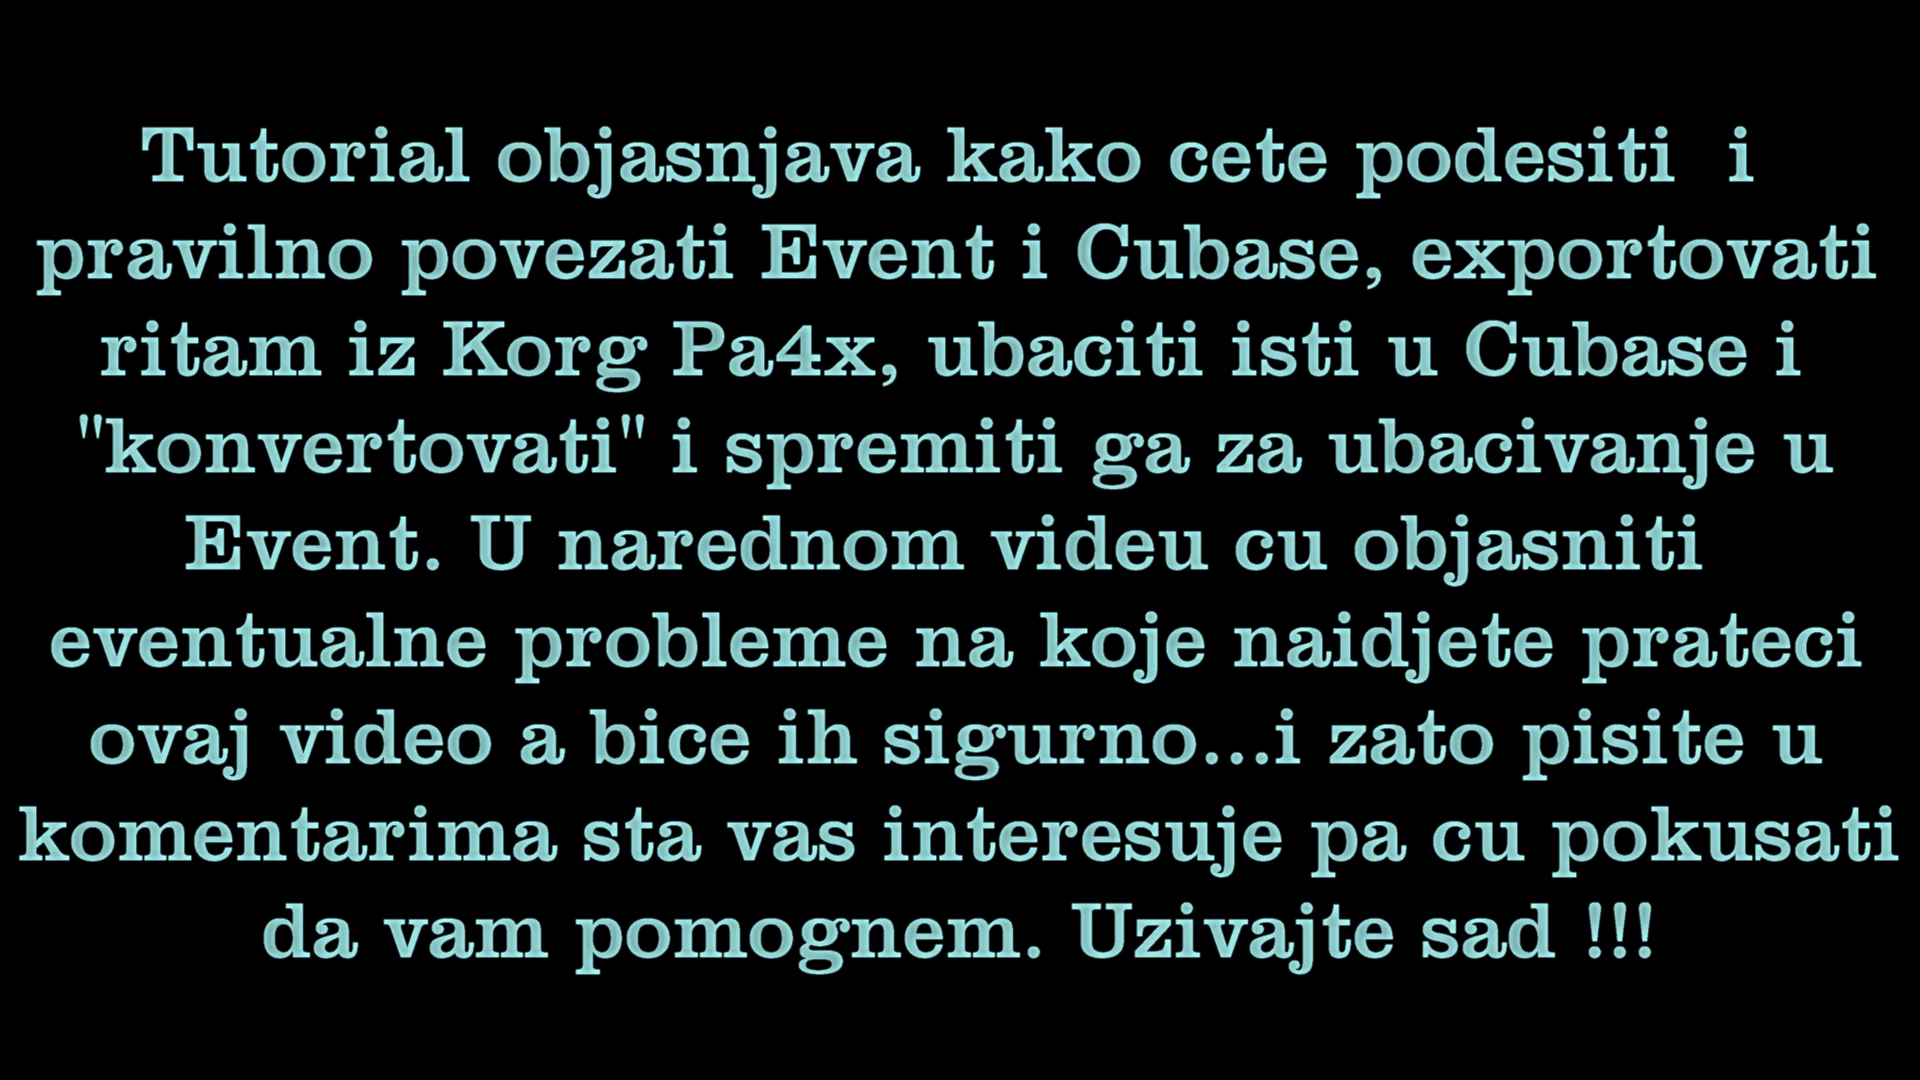 Tutorial objasnjava kako cete podesiti  i
pravilno povezati Event i Cubase, exportovati
ritam iz Korg Pa4x, ubaciti isti u Cubase i
"konvertovati" i spremiti ga za ubacivanje u
Event. U narednom videu cu objasniti
eventualne probleme na koje naidjete prateci
ovaj video a bice ih sigurno...i zato pisite u
komentarima sta vas interesuje pa cu pokusati
da vam pomognem. Uzivajte sad !!!